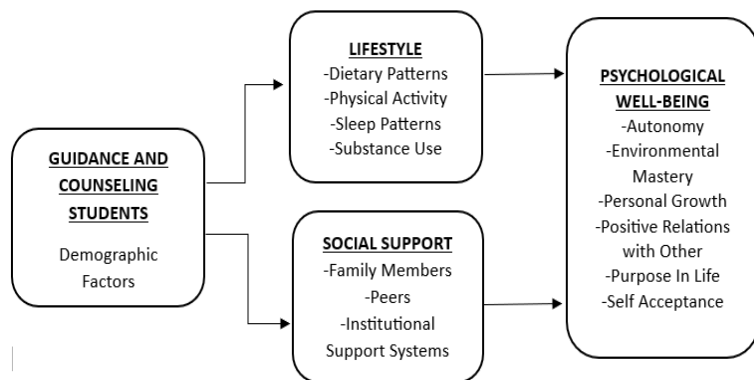 GUIDANCE AND
COUNSELING
STUDENTS
Demographic
Factors
LIFESTYLE
-Dietary Patterns
-Physical Activity
-Sleep Patterns
-Substance Use
SOCIAL SUPPORT
-Family Members
-Peers
-Institutional
Support Systems
PSYCHOLOGICAL
WELL-BEING
-Autonomy
-Environmental
Mastery
-Personal Growth
-Positive Relations
with Other
-Purpose In Life
-Self Acceptance